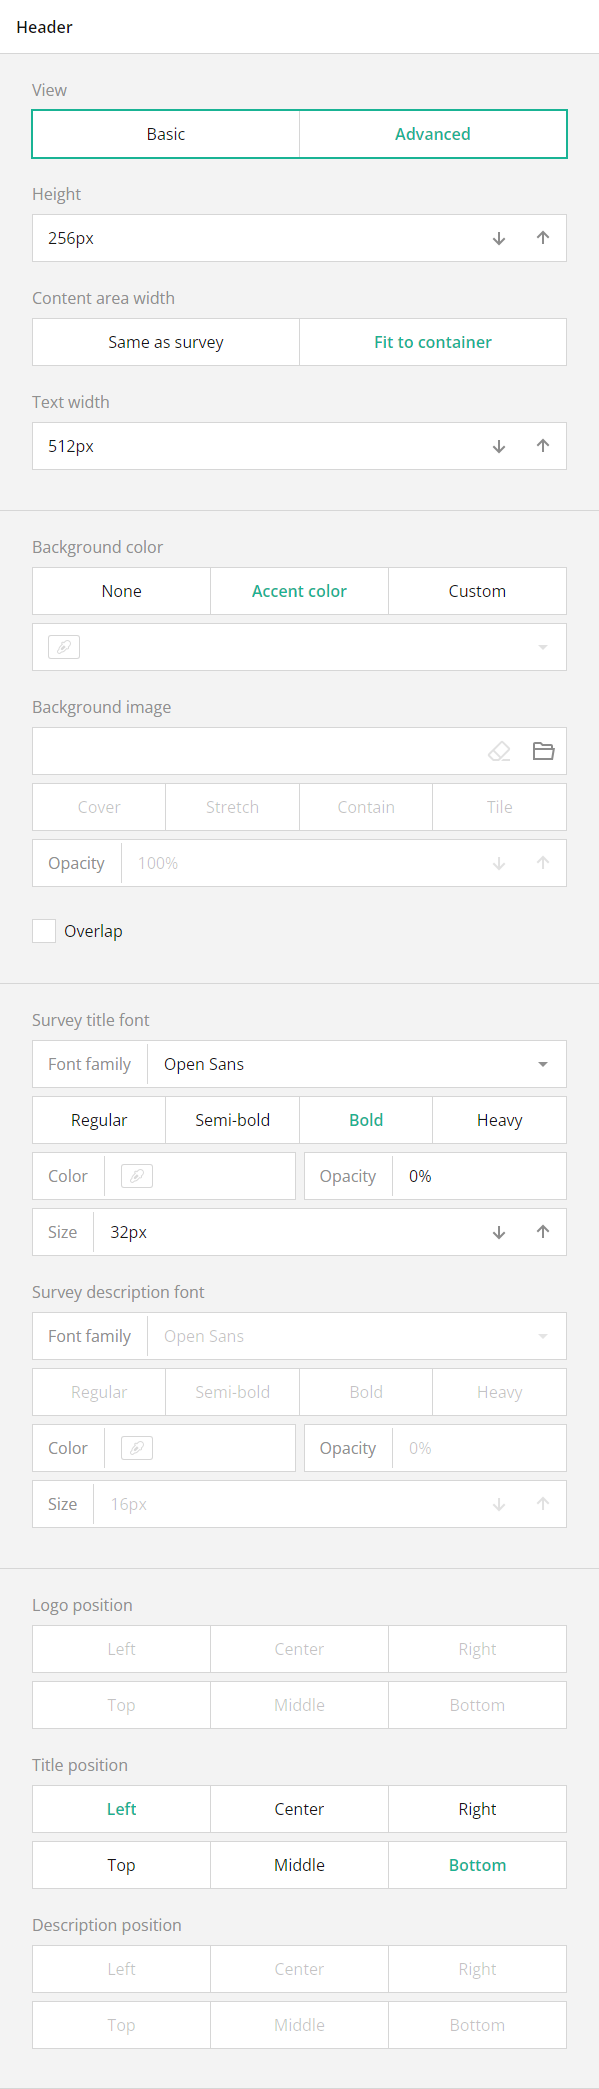 Header
View
Basic Advanced
Height
256px
Content area width
Same as survey Fit to container
Text width
512px
Background color
None Accent color Custom
Background image
Cover Stretch Contain Tile
Opacity 100%
Overlap
Survey title font
Font family Open Sans
Regular Semi-bold Bold Heavy
Color Opacity 0%
Size 32px
Survey description font
Font family Open Sans
Regular Semi-bold Bold Heavy
Color Opacity 0%
Size 16px
Logo position
Left Center Right
Top Middle Bottom
Title position
Left Center Right
Top Middle Bottom
Description position
Left Center Right
Top Middle Bottom